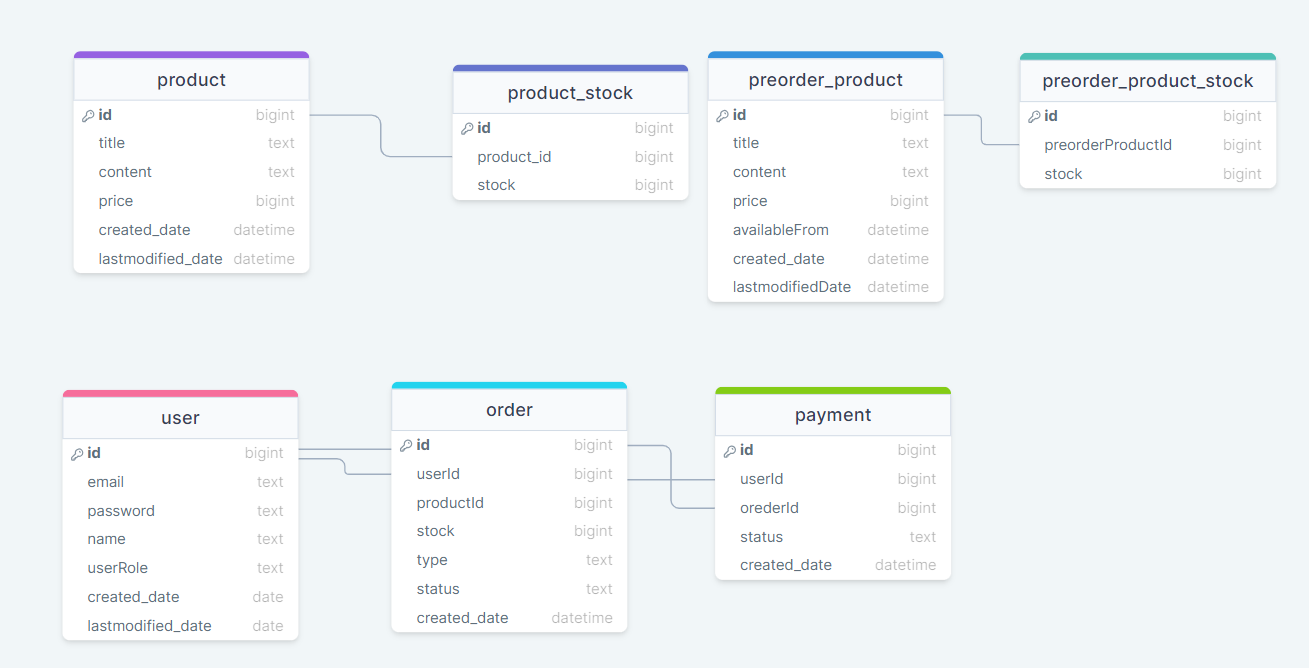 product
id bigint
title text
content text
price bigint
created_date datetime
lastmodified_date datetime
product_stock
id bigint
product_id bigint
stock bigint
preorder_product
id bigint
title text
content text
price bigint
availableFrom datetime
created_date datetime
lastmodifiedDate datetime
preorder_product_stock
id bigint
preorderProductId bigint
stock bigint
user
id bigint
email text
password text
name text
userRole text
created_date date
lastmodified_date date
order
id bigint
userId bigint
productId bigint
stock bigint
type text
status text
created_date datetime
payment
id bigint
userId bigint
orederId bigint
status text
created_date datetime